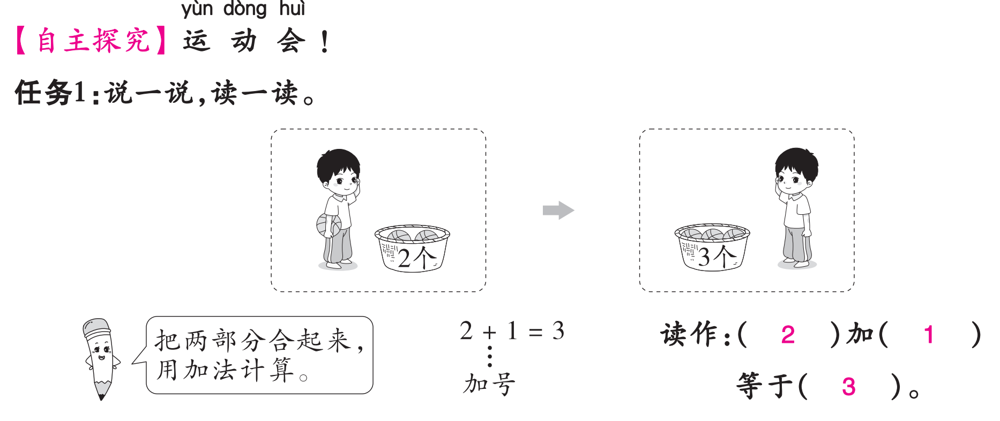 yùn dòng huì
【自主探究】运 动 会！
任务1:说一说,读一读。
2个
3个
把两部分合起来,
用加法计算。
2 + 1 = 3
加号
读作:( 2 )加( 1 )
等于( 3 )。